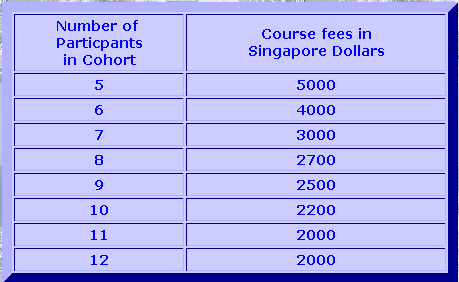 Number of
Particpants
in Cohort
Course fees in
Singapore Dollars
5 5000
6 4000
7 3000
8 2700
9 2500
10 2200
11 2000
12 2000